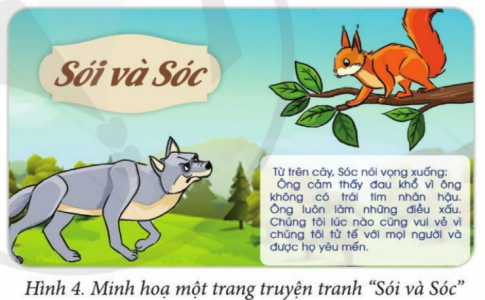 Sói và Sóc
Từ trên cây, Sóc nói vọng xuống:
Ông cảm thấy đau khổ vì ông
không có trái tim nhân hậu.
Ông luôn làm những điều xấu.
Chúng tôi lúc nào cũng vui vẻ vì
chúng tôi tử tế với mọi người và
được họ yêu mến.
Hình 4. Minh hoạ một trang truyện tranh “Sói và Sóc”